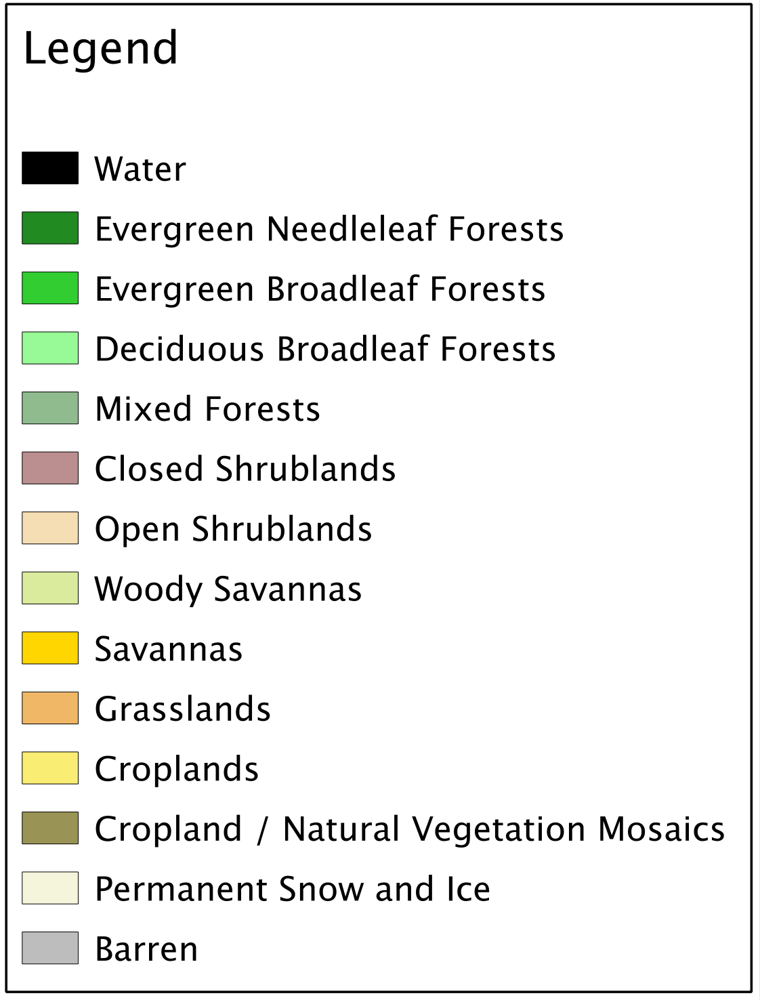 Legend
Water
Evergreen Needleleaf Forests
Evergreen Broadleaf Forests
Deciduous Broadleaf Forests
Mixed Forests
Closed Shrublands
Open Shrublands
Woody Savannas
Savannas
Grasslands
Croplands
Cropland / Natural Vegetation Mosaics
Permanent Snow and Ice
Barren